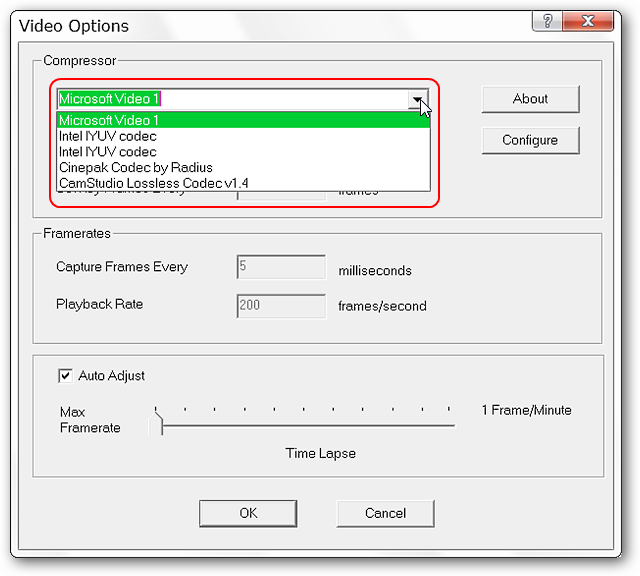 Video Options
?
Compressor
Microsoft Video 1
About
Microsoft Video 1
Intel IYUV codec
Configure
Intel IYUV codec
Cinepak Codec by Radius
CamStudio Lossless Codec v1.4
Framerates
Capture Frames Every 5 milliseconds
Playback Rate 200 frames/second
Auto Adjust
Max
Framerate
1 Frame/Minute
Time Lapse
OK Cancel